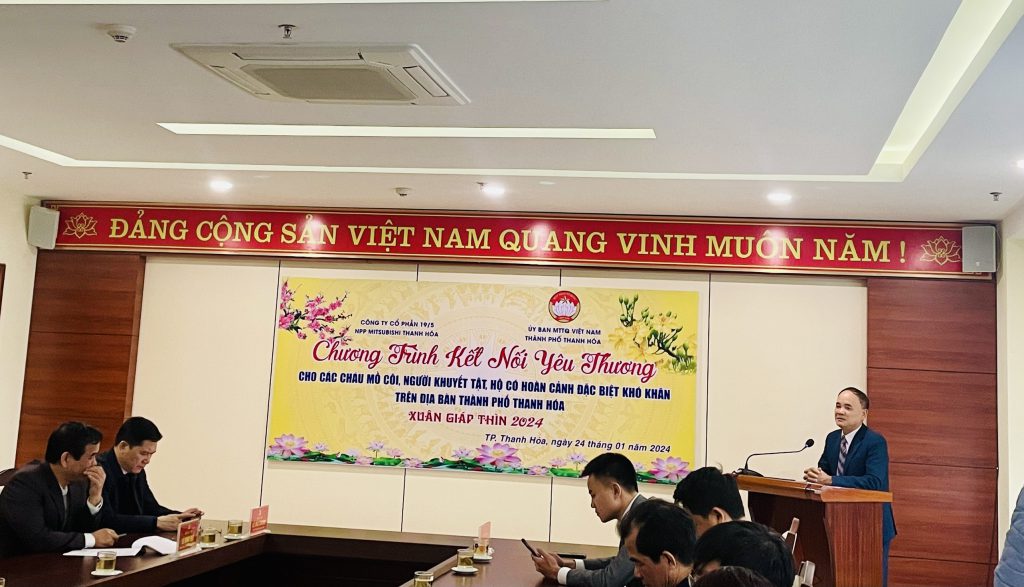 ĐẢNG CỘNG SẢN VIỆT NAM QUANG VINH MUÔN NĂM !
CÔNG TY CỔ PHẦN 19/5
NPP MITSUBISHI THANH HÓA
ỦY BAN MTTQ VIỆT NAM
THÀNH PHỐ THANH HÓA
Chương Trình Kết Nối Yêu Thương
CHO CÁC CHÁU MỒ CÔI, NGƯỜI KHUYẾT TẬT, HỘ CÓ HOÀN CẢNH ĐẶC BIỆT KHÓ KHĂN
TRÊN ĐỊA BÀN THÀNH PHỐ THANH HÓA
XUÂN GIÁP THÌN 2024
TP. Thanh Hóa, ngày 24 tháng 01 năm 2024